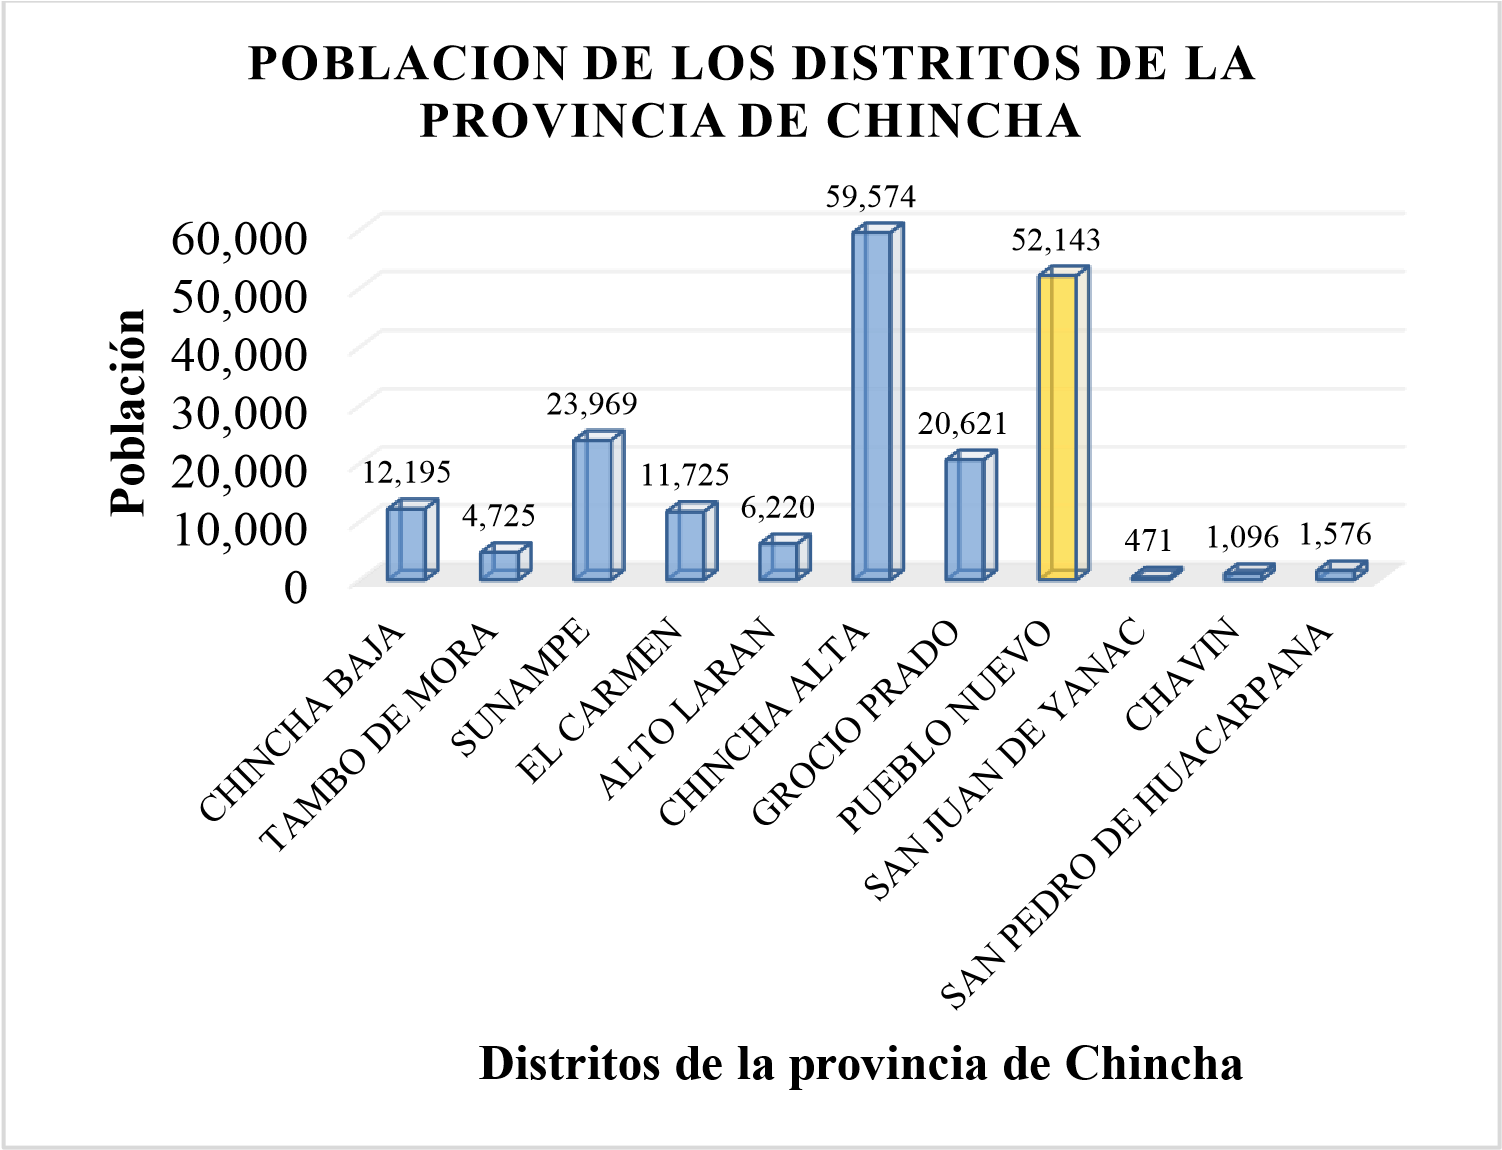 POBLACION DE LOS DISTRITOS DE LA
PROVINCIA DE CHINCHA
Población
60,000
50,000
40,000
30,000
20,000
10,000
0
12,195
4,725
23,969
11,725
6,220
59,574
20,621
52,143
471
1,096
1,576
CHINCHA BAJA
TAMBO DE MORA
SUNAMPE
EL CARMEN
ALTO LARAN
CHINCHA ALTA
GROCIO PRADO
PUEBLO NUEVO
SAN JUAN DE YANAC
CHAVIN
SAN PEDRO DE HUACARPANA
Distritos de la provincia de Chincha